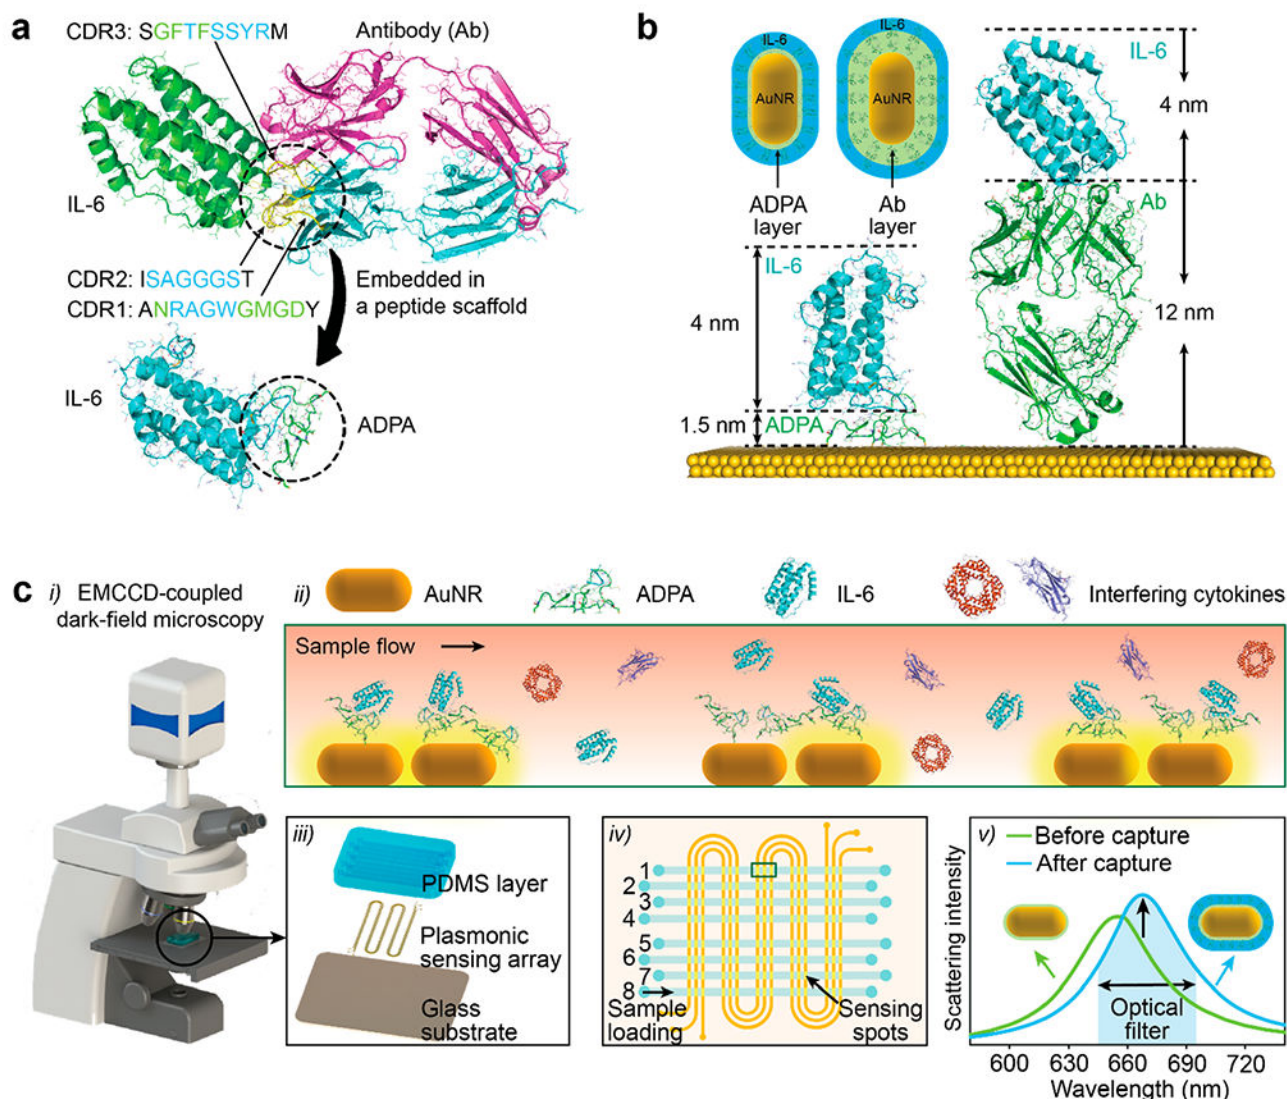 a
CDR3: SGFTFSSYRM
Antibody (Ab)
IL-6
CDR2: ISAGGGST
CDR1: ANRAGWGMGDY
Embedded in
a peptide scaffold
IL-6
ADPA
b
IL-6
AuNR
IL-6
AuNR
ADPA
layer
Ab
layer
IL-6
4 nm
1.5 nm
ADPA
IL-6
4 nm
Ab
12 nm
c
i) EMCCD-coupled
dark-field microscopy
ii)
AuNR
ADPA
IL-6
Interfering cytokines
Sample flow
iii)
PDMS layer
Plasmonic
sensing array
Glass
substrate
iv)
1
2
3
4
5
6
7
8
Sample
loading
Sensing
spots
v)
Before capture
After capture
Scattering intensity
Optical
filter
600 630 660 690 720
Wavelength (nm)